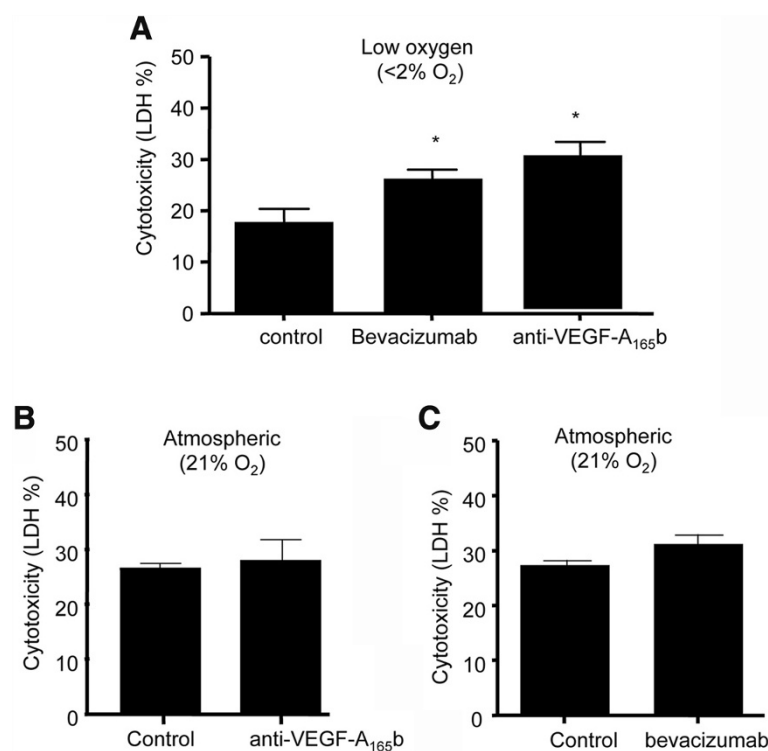 A
Low oxygen
(<2% O₂)
Cytotoxicity (LDH %)
50
40
30
20
10
0
*
*
control Bevacizumab anti-VEGF-A₁₆₅b
B
Atmospheric
(21% O₂)
Cytotoxicity (LDH %)
50
40
30
20
10
0
Control anti-VEGF-A₁₆₅b
C
Atmospheric
(21% O₂)
Cytotoxicity (LDH %)
50
40
30
20
10
0
Control bevacizumab